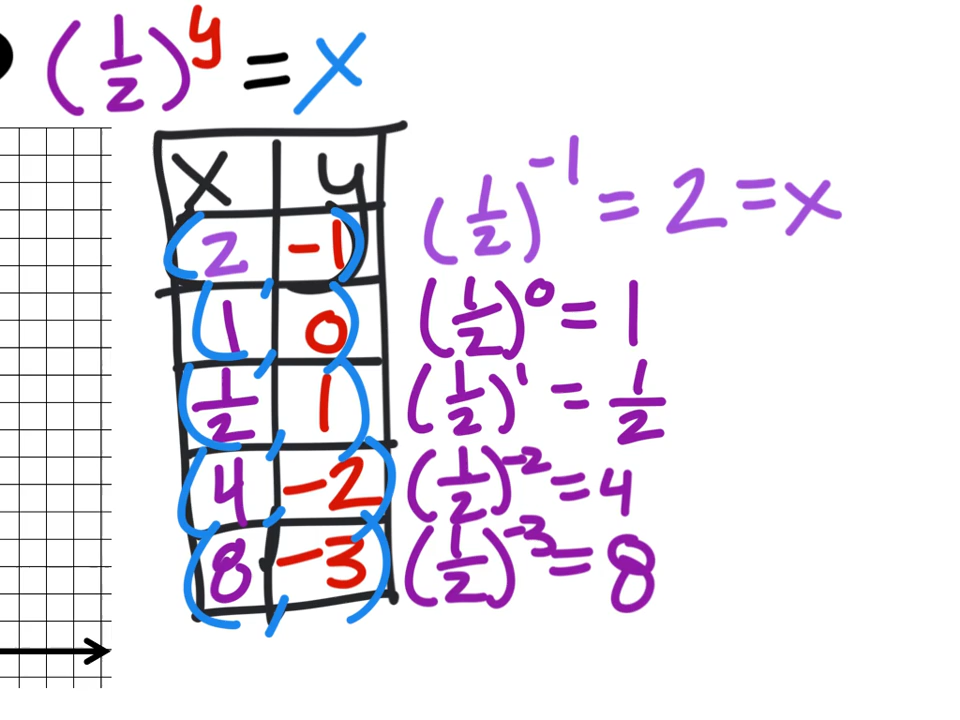 (1/2)^y = x
x y
(2, -1) (1/2)^-1 = 2 = x
(1, 0) (1/2)^0 = 1
(1/2, 1) (1/2)^1 = 1/2
(4, -2) (1/2)^-2 = 4
(8, -3) (1/2)^-3 = 8